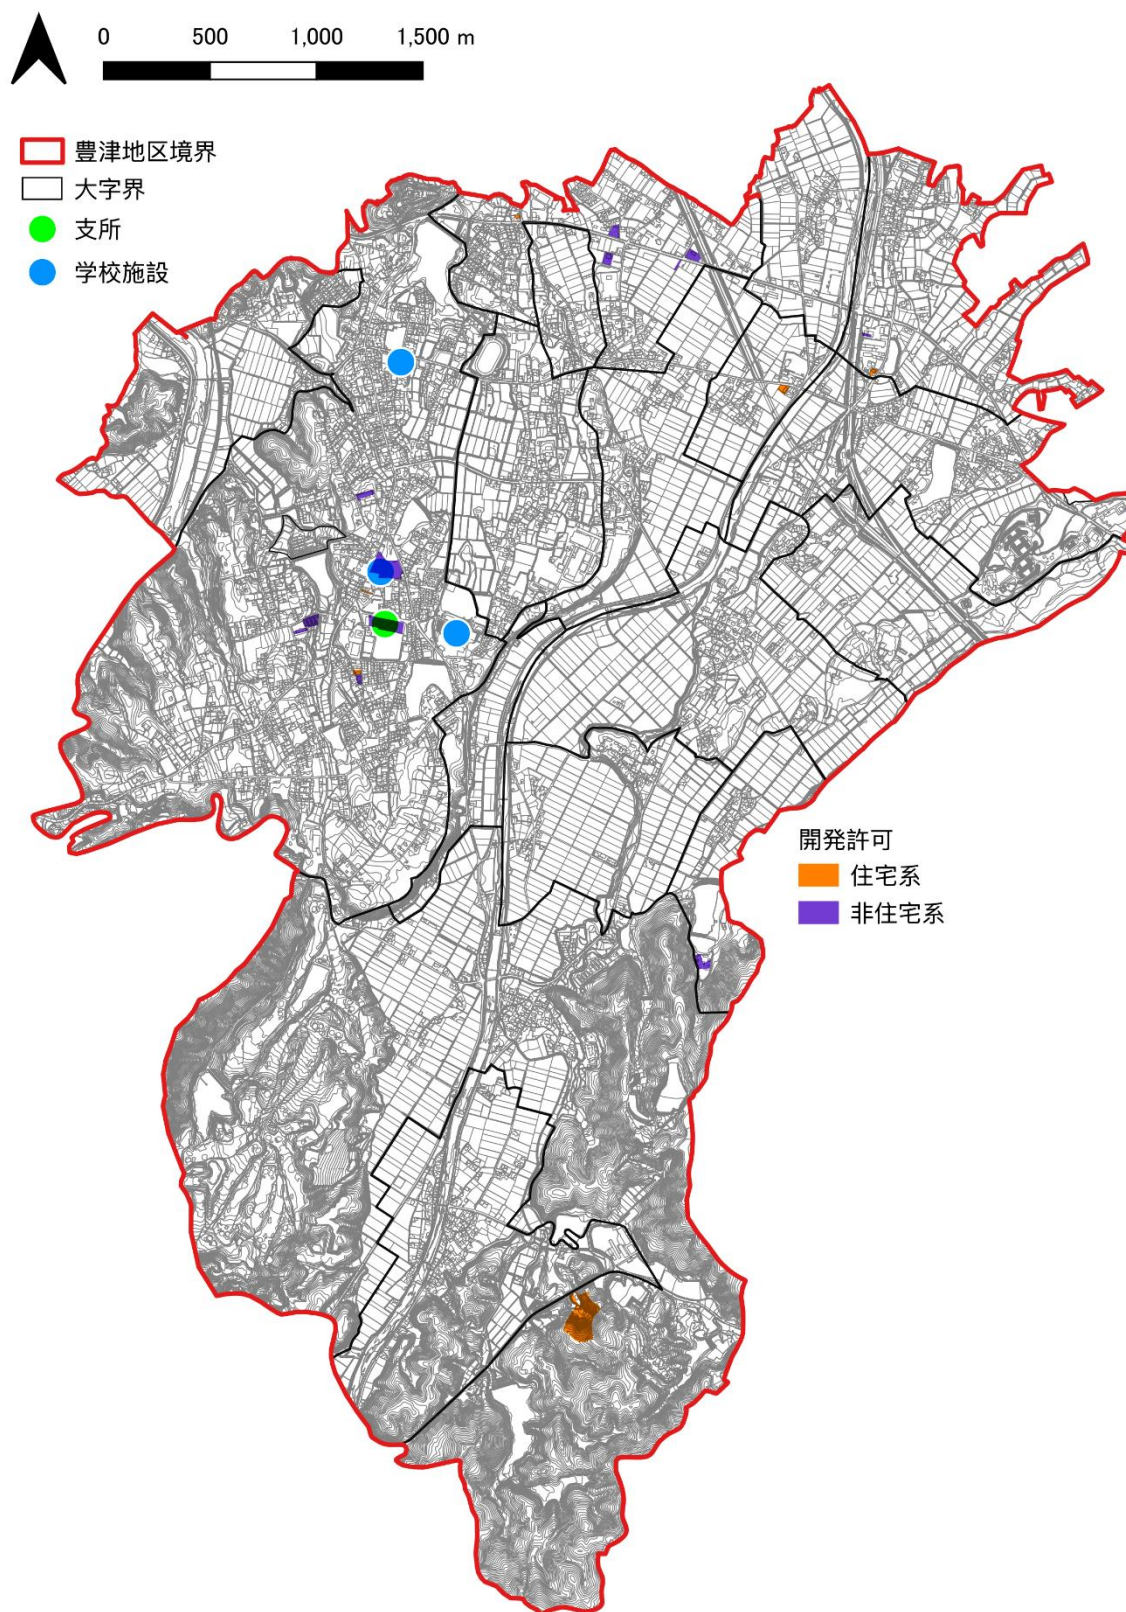 0 500 1,000 1,500 m
豊津地区境界
大字界
支所
学校施設
開発許可
住宅系
非住宅系